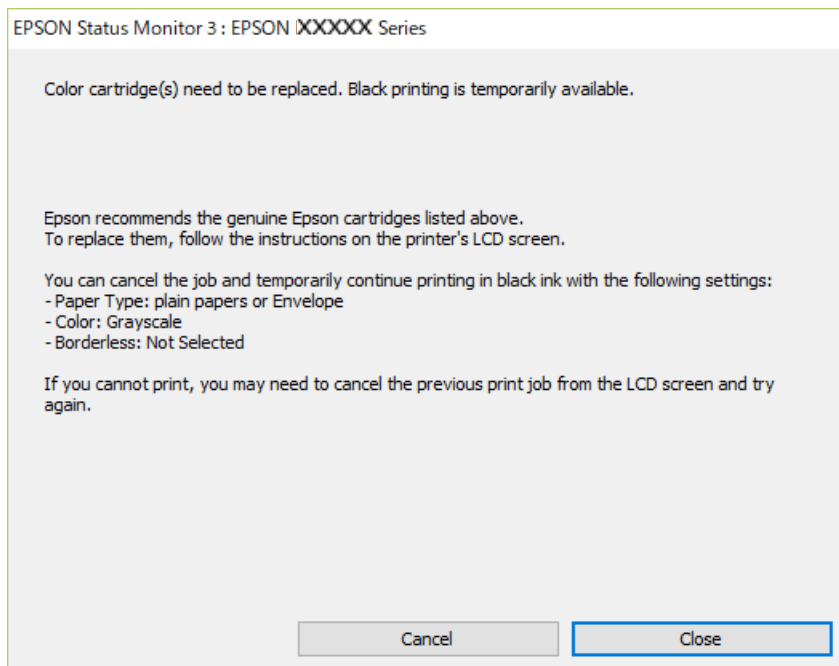 EPSON Status Monitor 3 : EPSON XXXXX Series
Color cartridge(s) need to be replaced. Black printing is temporarily available.
Epson recommends the genuine Epson cartridges listed above.
To replace them, follow the instructions on the printer's LCD screen.
You can cancel the job and temporarily continue printing in black ink with the following settings:
- Paper Type: plain papers or Envelope
- Color: Grayscale
- Borderless: Not Selected
If you cannot print, you may need to cancel the previous print job from the LCD screen and try
again.
Cancel
Close